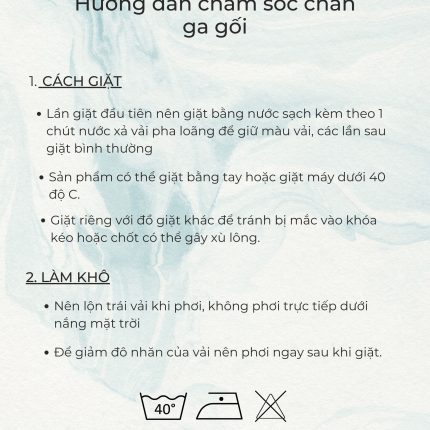 Hướng dẫn chăm sóc chăn
ga gối
1. CÁCH GIẶT
• Lần giặt đầu tiên nên giặt bằng nước sạch kèm theo 1
chút nước xả vải pha loãng để giữ màu vải, các lần sau
giặt bình thường
• Sản phẩm có thể giặt bằng tay hoặc giặt máy dưới 40
độ C.
• Giặt riêng với đồ giặt khác để tránh bị mắc vào khóa
kéo hoặc chốt có thể gây xù lông.
2. LÀM KHÔ
• Nên lộn trái vải khi phơi, không phơi trực tiếp dưới
nắng mặt trời
• Để giảm độ nhăn của vải nên phơi ngay sau khi giặt.
40°